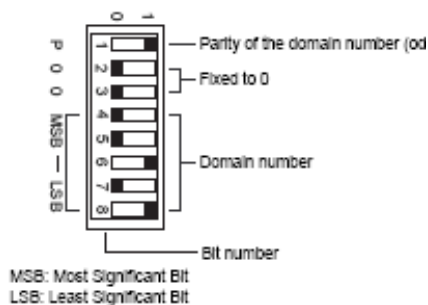 0 1
P 1 Parity of the domain number (od
0 2 Fixed to 0
0 3
MSB 4
5
6 Domain number
7
LSB 8
Bit number
MSB: Most Significant Bit
LSB: Least Significant Bit